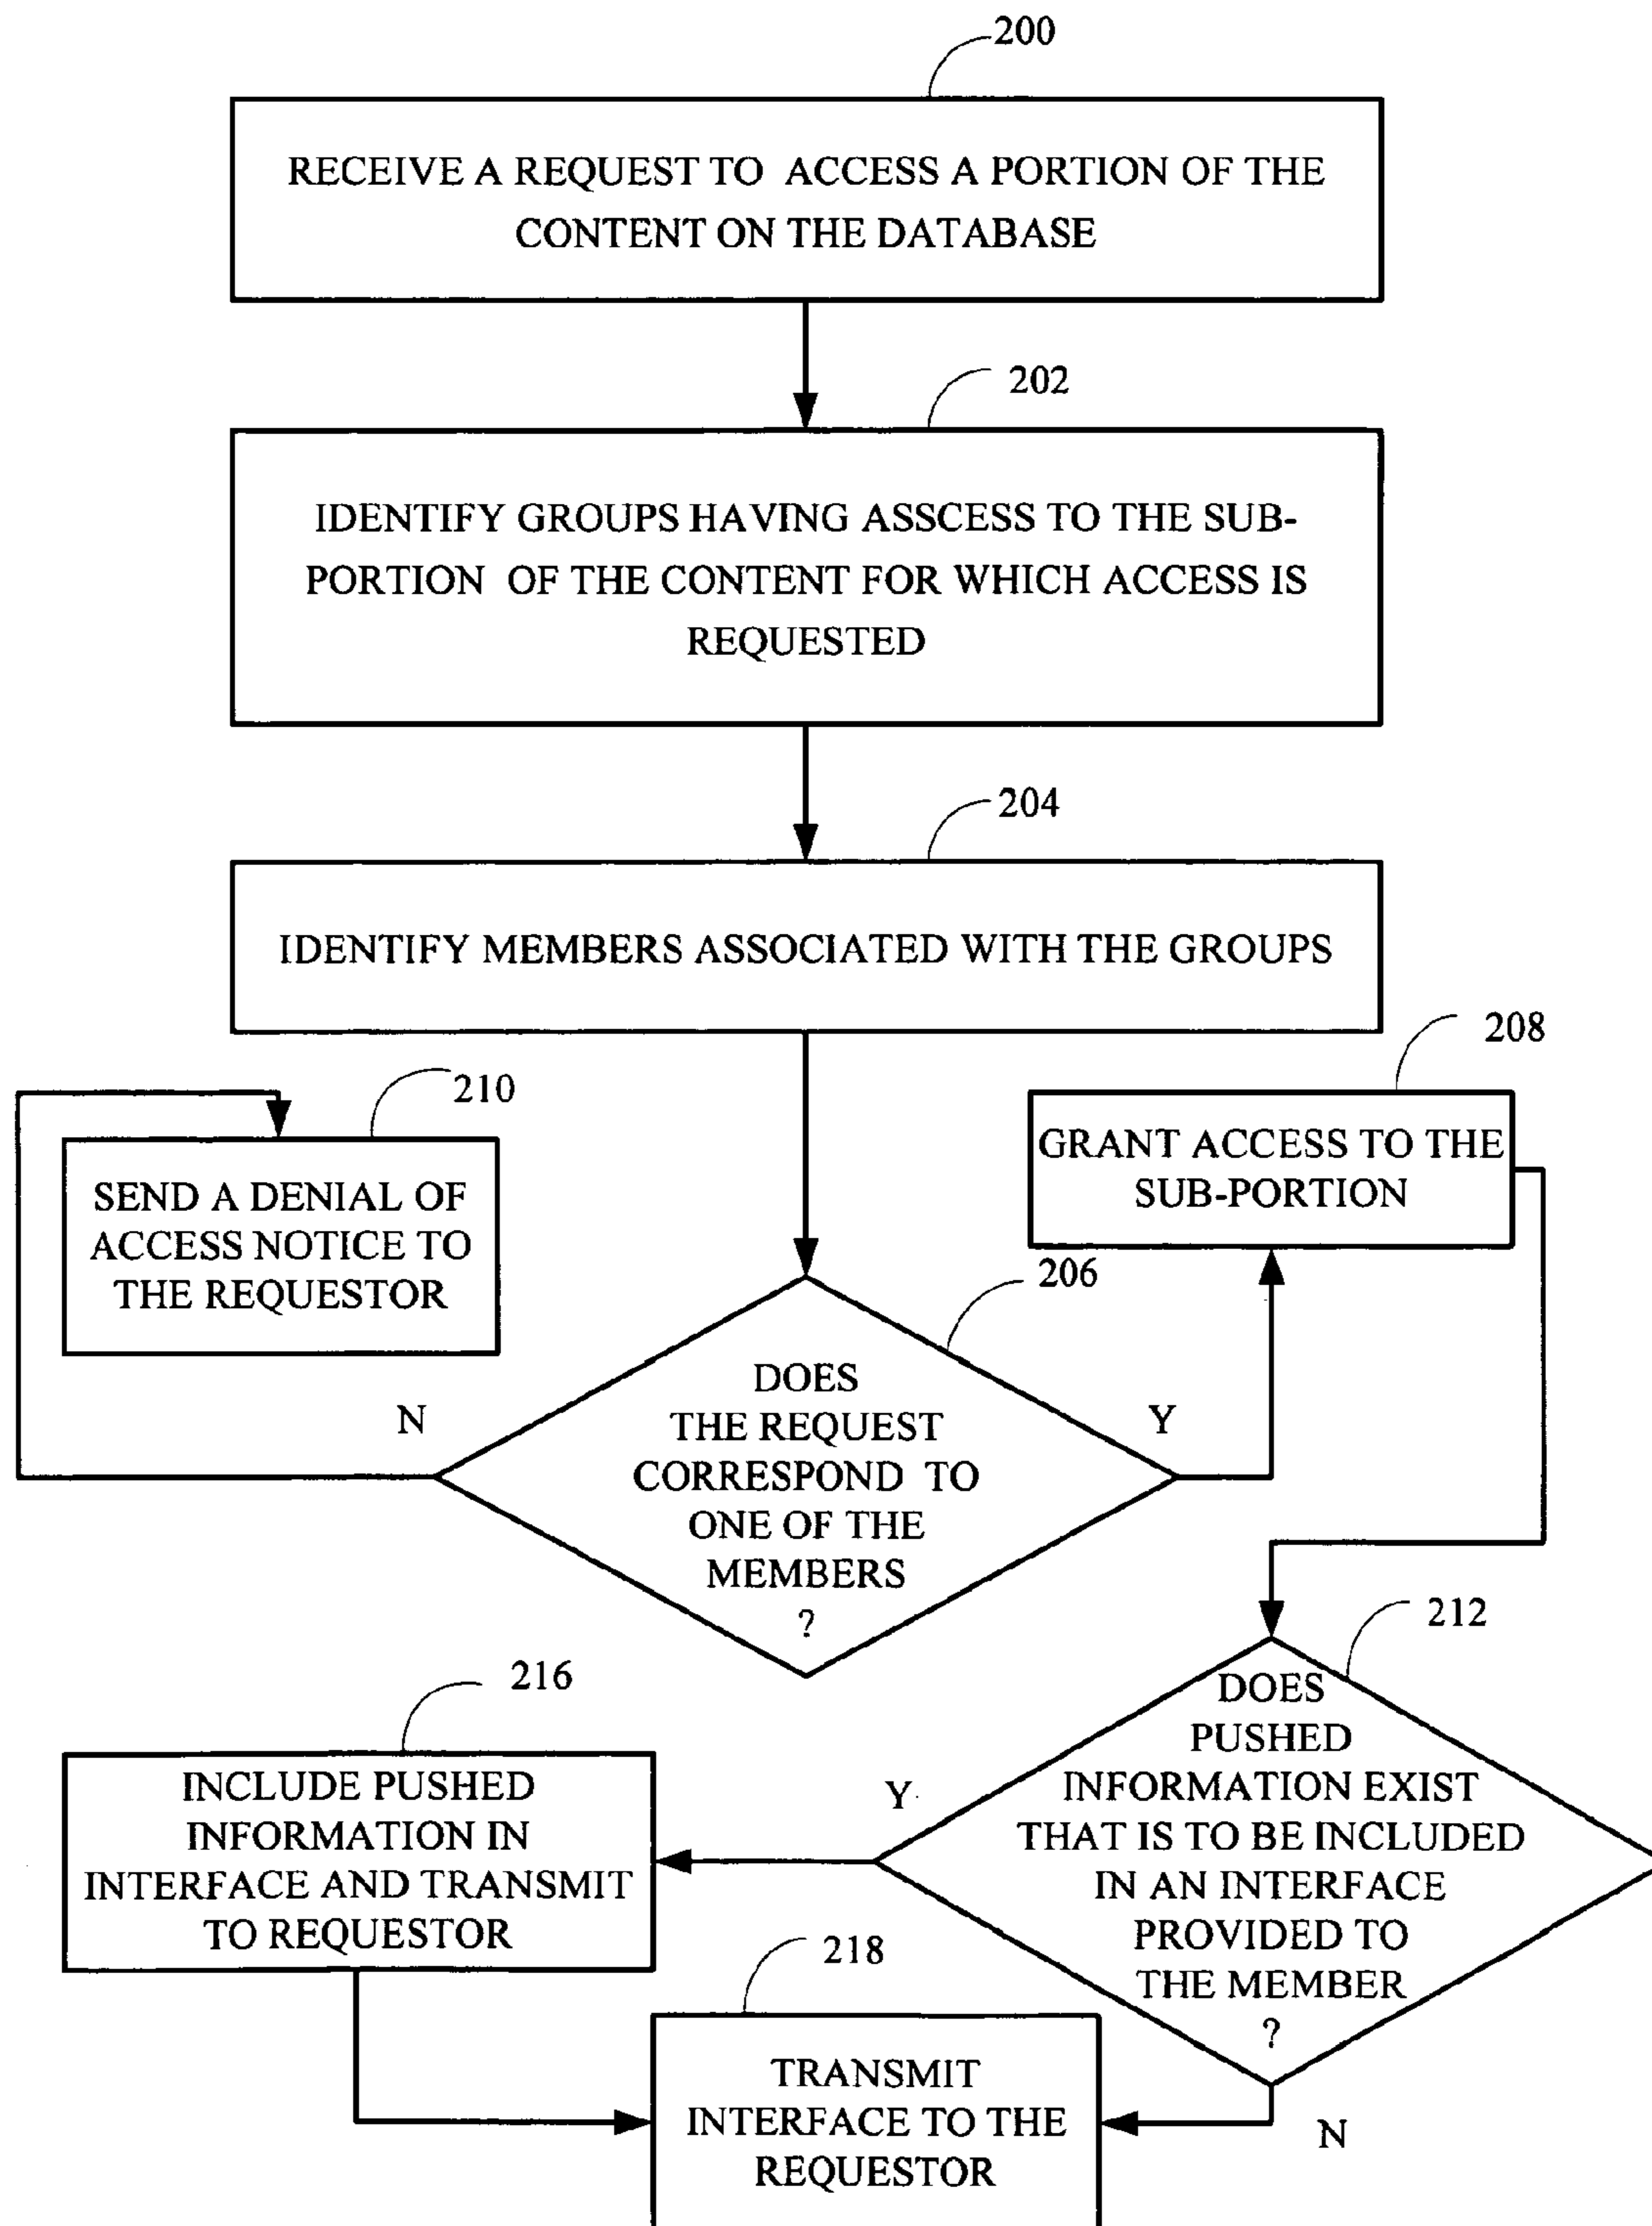 200
RECEIVE A REQUEST TO ACCESS A PORTION OF THE
CONTENT ON THE DATABASE
202
IDENTIFY GROUPS HAVING ASSCESS TO THE SUB-
PORTION OF THE CONTENT FOR WHICH ACCESS IS
REQUESTED
204
IDENTIFY MEMBERS ASSOCIATED WITH THE GROUPS
208
GRANT ACCESS TO THE
SUB-PORTION
210
SEND A DENIAL OF
ACCESS NOTICE TO
THE REQUESTOR
206
DOES
THE REQUEST
CORRESPOND TO
ONE OF THE
MEMBERS
?
N
Y
212
DOES
PUSHED
INFORMATION EXIST
THAT IS TO BE INCLUDED
IN AN INTERFACE
PROVIDED TO
THE MEMBER
?
Y
N
216
INCLUDE PUSHED
INFORMATION IN
INTERFACE AND TRANSMIT
TO REQUESTOR
218
TRANSMIT
INTERFACE TO THE
REQUESTOR